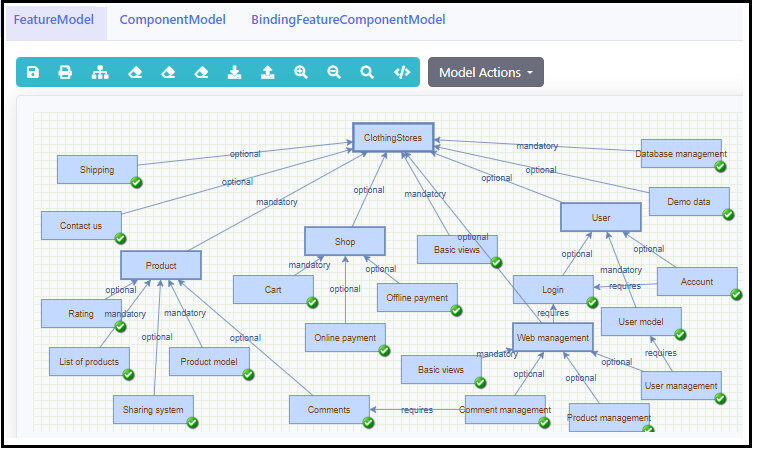 FeatureModel ComponentModel BindingFeatureComponentModel
Model Actions
ClothingStores
optional
mandatory
Database management
Shipping
optional
optional
optional
optional
mandatory
mandatory
Demo data
Contact us
User
Shop
optional
Basic views
optional
optional
Product
mandatory
optional
mandatory
Account
optional
Cart
optional
Offline payment
Login
requires
Rating
mandatory
mandatory
requires
User model
optional
Online payment
optional
Web management
List of products
Product model
mandatory
requires
Basic views
optional
optional
optional
User management
Sharing system
Comments
requires
Comment management
Product management